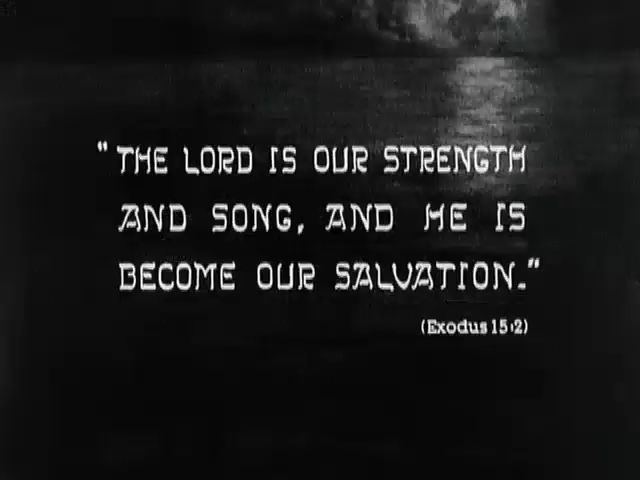 "THE LORD IS OUR STRENGTH
AND SONG, AND HE IS
BECOME OUR SALVATION."
(Exodus 15:2)